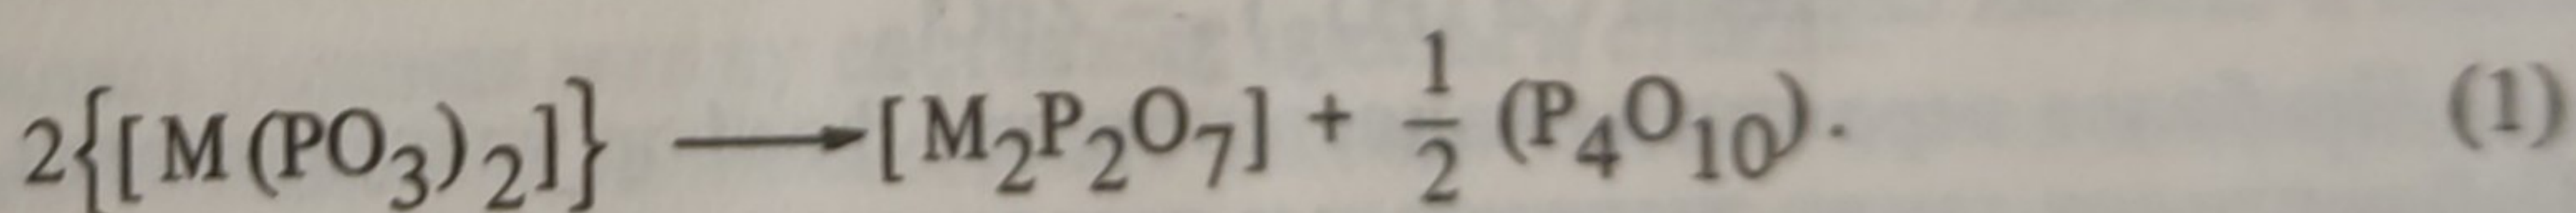 2{[M(PO₃)₂]} ⟶ [M₂P₂O₇] + 1/2 (P₄O₁₀). (1)